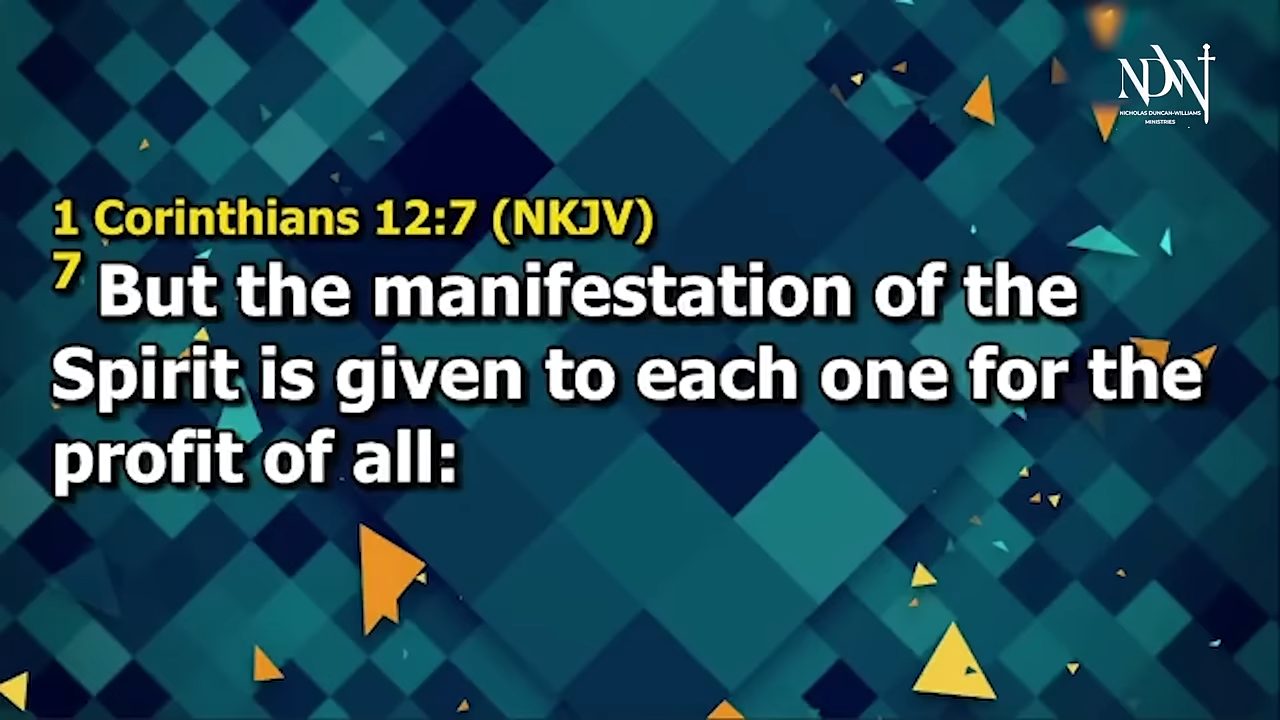 NDW
NICHOLAS DUNCAN-WILLIAMS
MINISTRIES
1 Corinthians 12:7 (NKJV)
7 But the manifestation of the
Spirit is given to each one for the
profit of all: